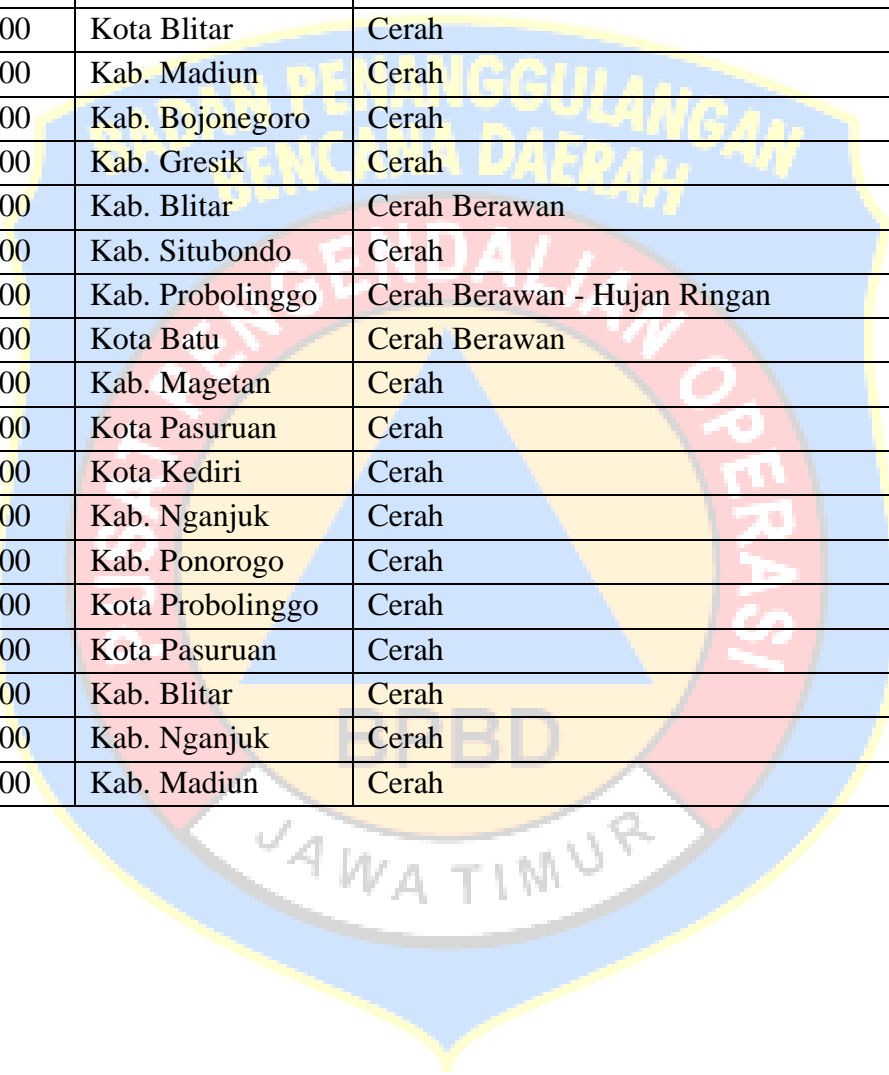 00 Kota Blitar Cerah
00 Kab. Madiun Cerah
00 Kab. Bojonegoro Cerah
00 Kab. Gresik Cerah
00 Kab. Blitar Cerah Berawan
00 Kab. Situbondo Cerah
00 Kab. Probolinggo Cerah Berawan - Hujan Ringan
00 Kota Batu Cerah Berawan
00 Kab. Magetan Cerah
00 Kota Pasuruan Cerah
00 Kota Kediri Cerah
00 Kab. Nganjuk Cerah
00 Kab. Ponorogo Cerah
00 Kota Probolinggo Cerah
00 Kota Pasuruan Cerah
00 Kab. Blitar Cerah
00 Kab. Nganjuk Cerah
00 Kab. Madiun Cerah
BADAN PENANGGULANGAN
BENCANA DAERAH
PUSAT PENGENDALIAN OPERASI
BPBD
JAWA TIMUR